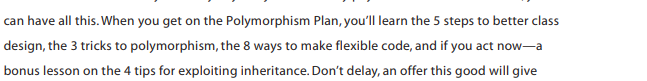 can have all this. When you get on the Polymorphism Plan, you’ll learn the 5 steps to better class
design, the 3 tricks to polymorphism, the 8 ways to make flexible code, and if you act now—a
bonus lesson on the 4 tips for exploiting inheritance. Don’t delay, an offer this good will give